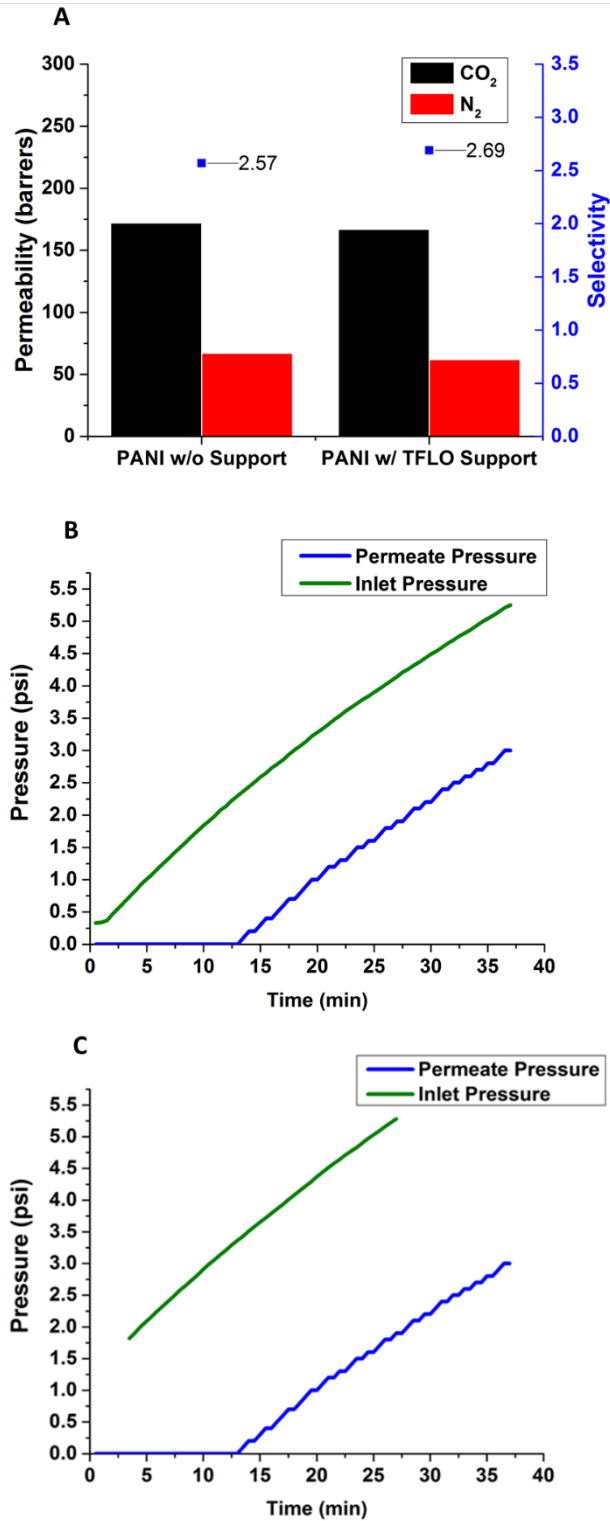 A
300
250
200
150
100
50
0
Permeability (barrers)
CO2
N2
2.57
2.69
3.5
3.0
2.5
2.0
1.5
1.0
0.5
0.0
Selectivity
PANI w/o Support
PANI w/ TFLO Support
B
Permeate Pressure
Inlet Pressure
5.5
5.0
4.5
4.0
3.5
3.0
2.5
2.0
1.5
1.0
0.5
0.0
Pressure (psi)
0 5 10 15 20 25 30 35 40
Time (min)
C
Permeate Pressure
Inlet Pressure
5.5
5.0
4.5
4.0
3.5
3.0
2.5
2.0
1.5
1.0
0.5
0.0
Pressure (psi)
0 5 10 15 20 25 30 35 40
Time (min)